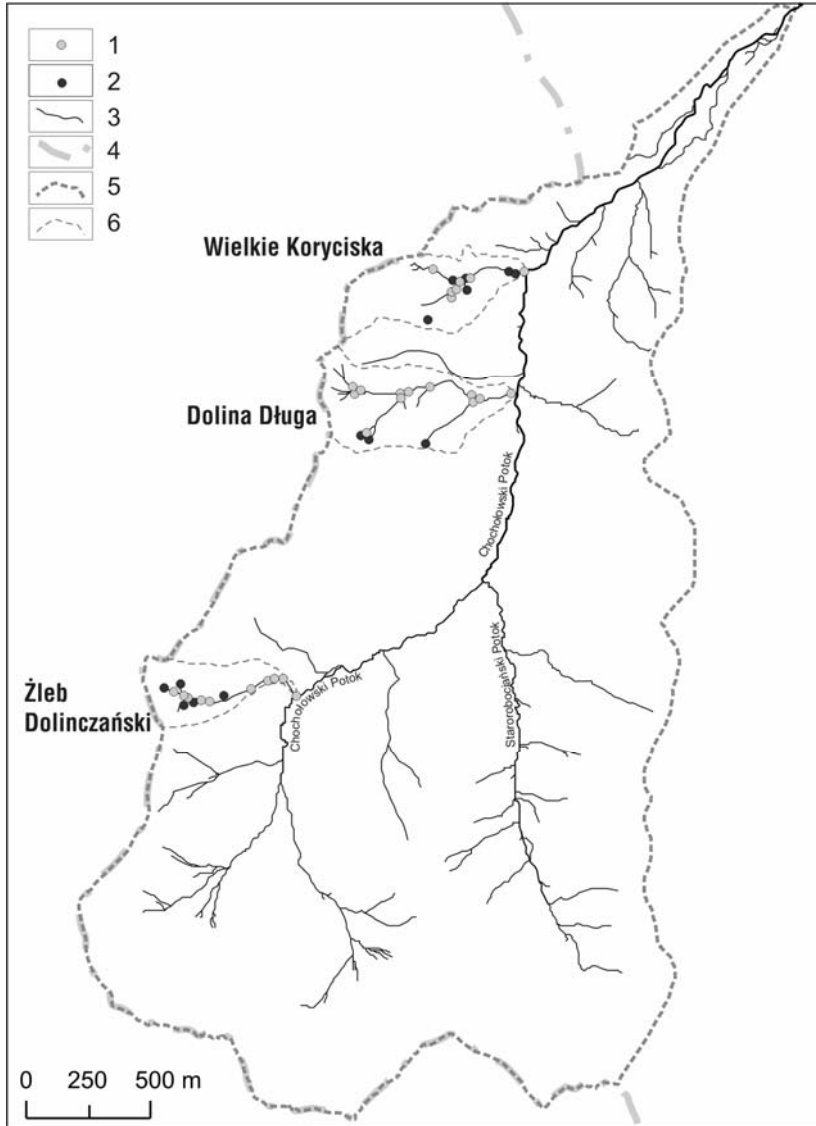 1
2
3
4
5
6
Wielkie Koryciska
Dolina Długa
Chochołowski Potok
Żleb
Dolinczański
Chochołowski Potok
Starorobociański Potok
0 250 500 m